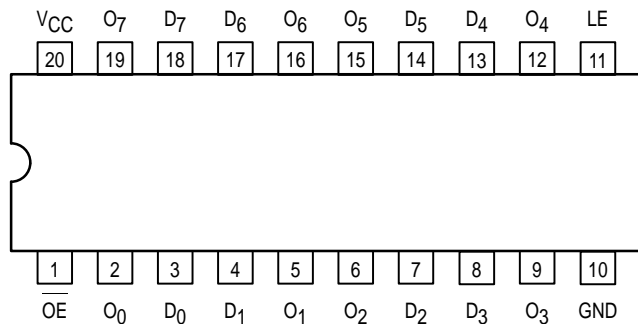 VCC O7 D7 D6 O6 O5 D5 D4 O4 LE
20 19 18 17 16 15 14 13 12 11
1 2 3 4 5 6 7 8 9 10
O̅E̅ O0 D0 D1 O1 O2 D2 D3 O3 GND